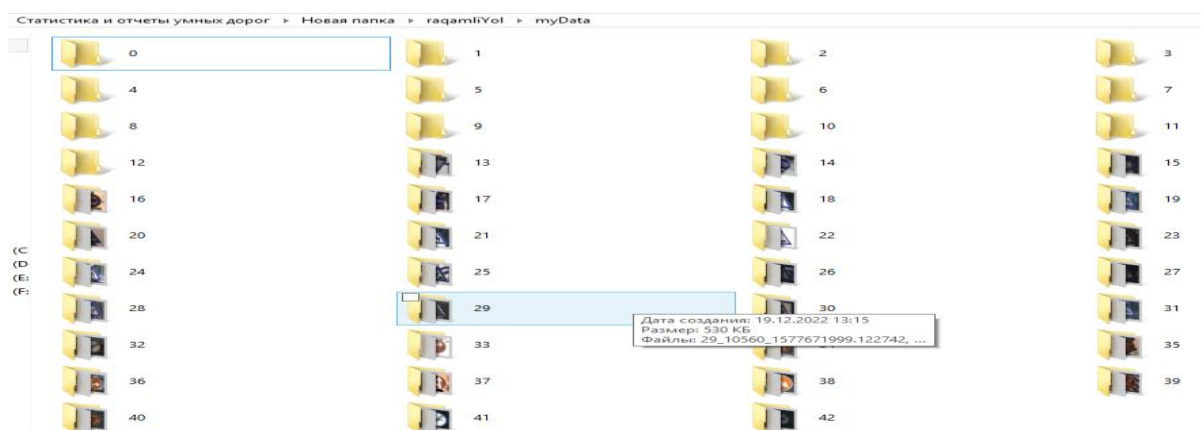 Статистика и отчеты умных дорог ▸ Новая папка ▸ raqamliYol ▸ myData
0 1 2 3
4 5 6 7
8 9 10 11
12 13 14 15
16 17 18 19
20 21 22 23
(C
(D
(E:
(F:
24 25 26 27
28 29 30 31
Дата создания: 19.12.2022 13:15
Размер: 530 КБ
Файлы: 29_10560_1577671999.122742, ...
32 33 35
36 37 38 39
40 41 42